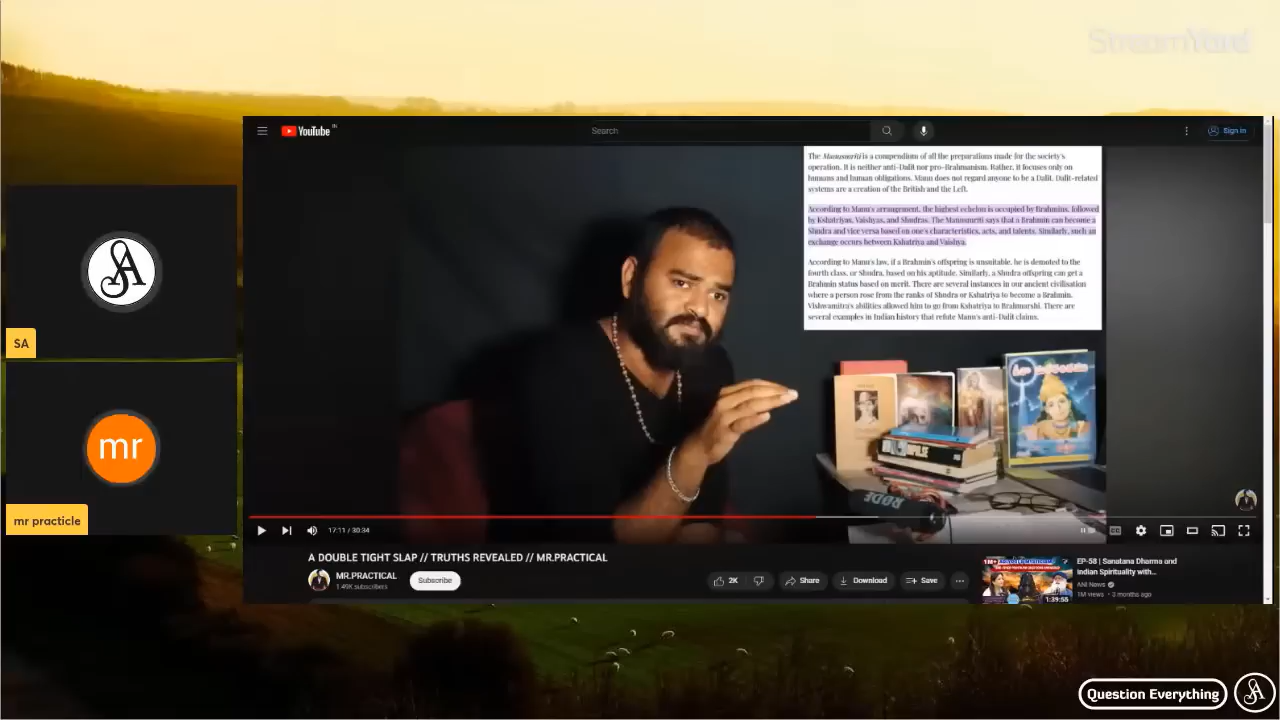 StreamYard
YouTube
IN
Search
Sign in
The Manusmriti is a compendium of all the preparations made for the society's
operation. It is neither anti-Dalit nor pro-Brahmanism. Rather, it focuses only on
humans and human obligations. Manu does not regard anyone to be a Dalit. Dalit-related
systems are a creation of the British and the Left.
According to Manu's arrangement, the highest echelon is occupied by Brahmins, followed
by Kshatriyas, Vaishyas, and Shudras. The Manusmriti says that a Brahmin can become a
Shudra and vice versa based on one's characteristics, acts, and talents. Similarly, such an
exchange occurs between Kshatriya and Vaishya.
According to Manu's law, if a Brahmin's offspring is unsuitable, he is demoted to the
fourth class, or Shudra, based on his aptitude. Similarly, a Shudra offspring can get a
Brahmin status based on merit. There are several instances in our ancient civilisation
where a person rose from the ranks of Shudra or Kshatriya to become a Brahmin.
Vishwamitra's abilities allowed him to go from Kshatriya to Brahmarshi. There are
several examples in Indian history that refute Manu's anti-Dalit claims.
SA
SA
mr
mr practicle
RØDE
17:11 / 30:34
A DOUBLE TIGHT SLAP // TRUTHS REVEALED // MR.PRACTICAL
MR.PRACTICAL
1.49K subscribers
Subscribe
2K
Share
Download
Save
EP-58 | Sanatana Dharma and
Indian Spirituality with...
ANI News
1M views • 2 months ago
1:39:55
Question Everything
SA